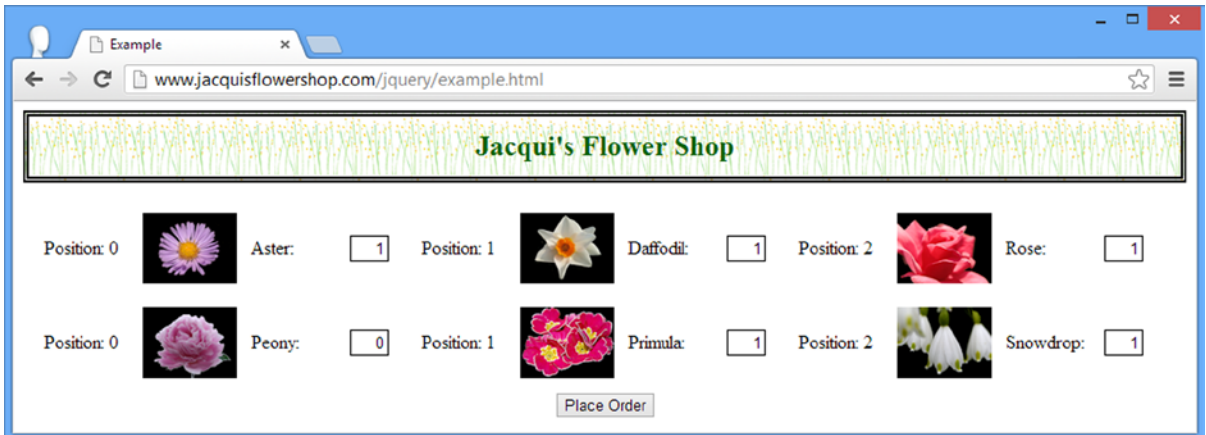 Example
www.jacquisflowershop.com/jquery/example.html
Jacqui's Flower Shop
Position: 0 Aster: 1 Position: 1 Daffodil: 1 Position: 2 Rose: 1
Position: 0 Peony: 0 Position: 1 Primula: 1 Position: 2 Snowdrop: 1
Place Order